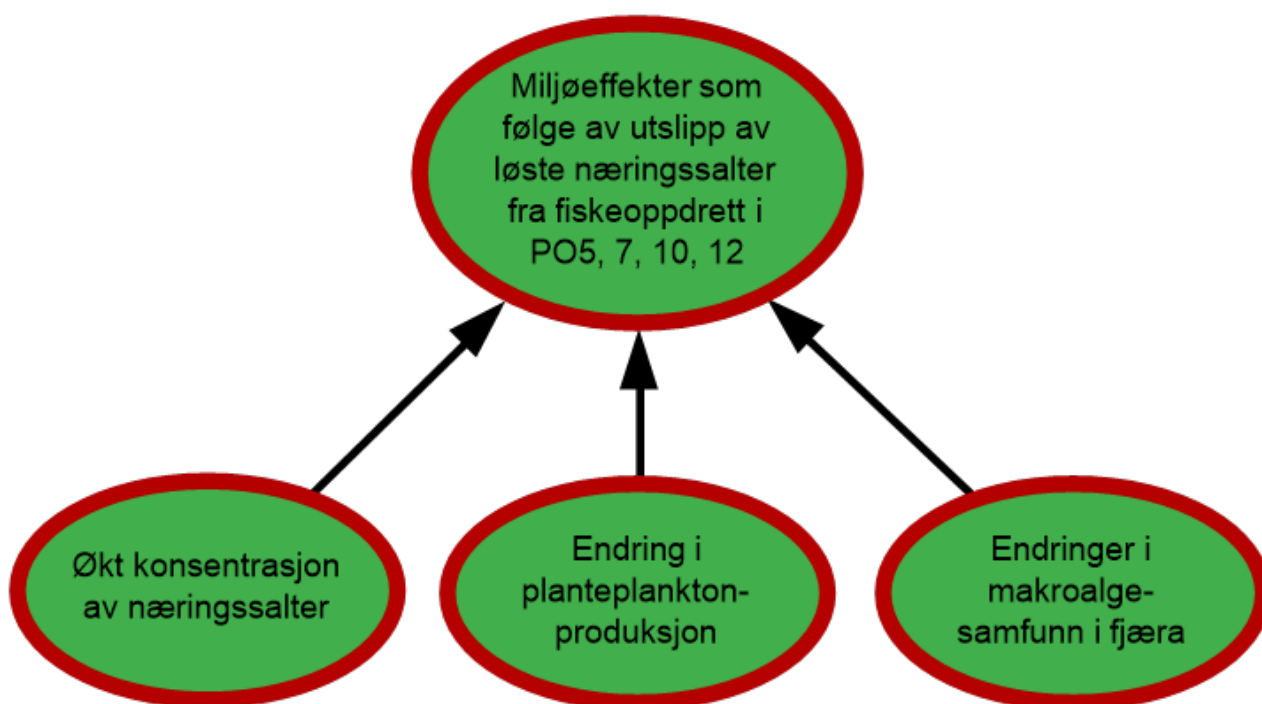 Miljøeffekter som
følge av utslipp av
løste næringssalter
fra fiskeoppdrett i
PO5, 7, 10, 12
Økt konsentrasjon
av næringssalter
Endring i
planteplankton-
produksjon
Endringer i
makroalge-
samfunn i fjæra